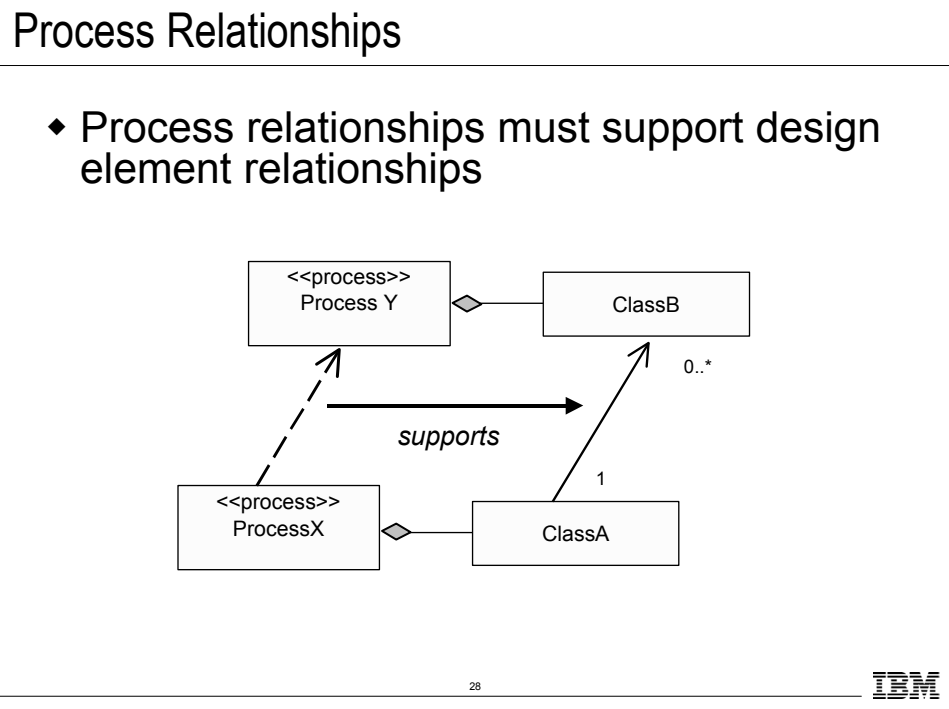 Process Relationships
◆ Process relationships must support design
element relationships
<<process>>
Process Y
ClassB
0..*
supports
1
<<process>>
ProcessX
ClassA
28
IBM